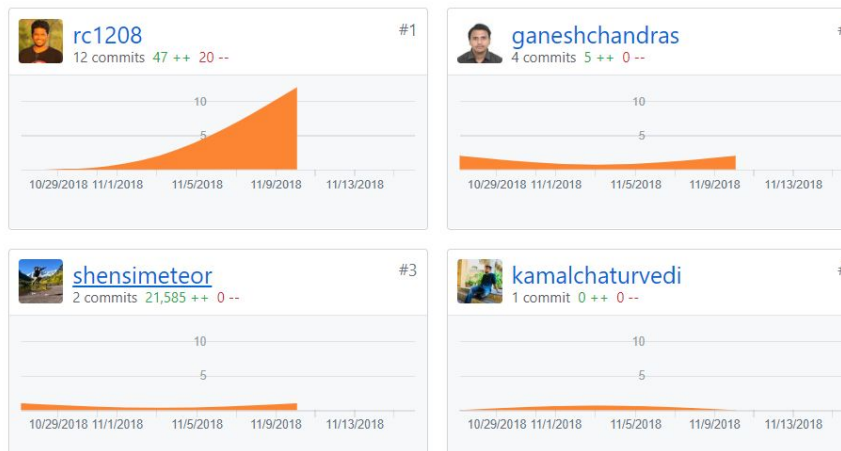 rc1208 #1
12 commits 47 ++ 20 --
10
5
10/29/2018 11/1/2018 11/5/2018 11/9/2018 11/13/2018
ganeshchandras
4 commits 5 ++ 0 --
10
5
10/29/2018 11/1/2018 11/5/2018 11/9/2018 11/13/2018
shensimeteor #3
2 commits 21,585 ++ 0 --
10
5
10/29/2018 11/1/2018 11/5/2018 11/9/2018 11/13/2018
kamalchaturvedi
1 commit 0 ++ 0 --
10
5
10/29/2018 11/1/2018 11/5/2018 11/9/2018 11/13/2018